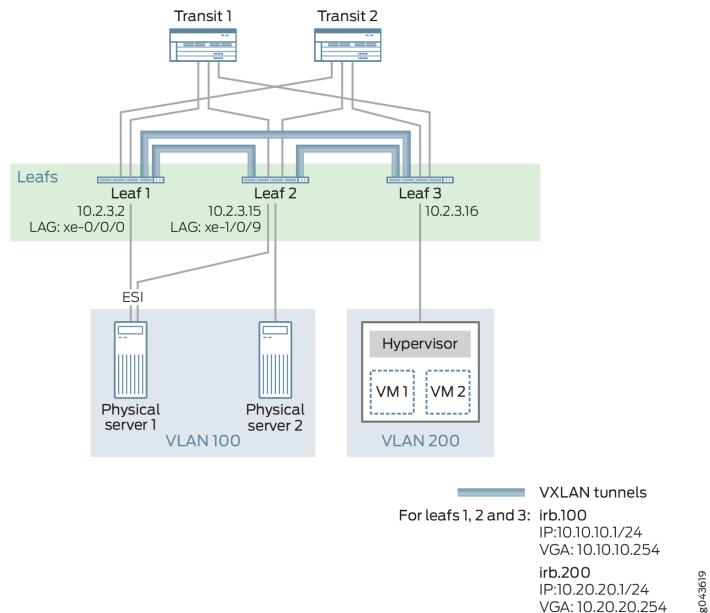 Transit 1
Transit 2
Leafs
Leaf 1
Leaf 2
Leaf 3
10.2.3.2
LAG: xe-0/0/0
10.2.3.15
LAG: xe-1/0/9
10.2.3.16
ESI
Physical
server 1
Physical
server 2
VLAN 100
Hypervisor
VM 1
VM 2
VLAN 200
VXLAN tunnels
For leafs 1, 2 and 3: irb.100
IP:10.10.10.1/24
VGA: 10.10.10.254
irb.200
IP:10.20.20.1/24
VGA: 10.20.20.254
g043619